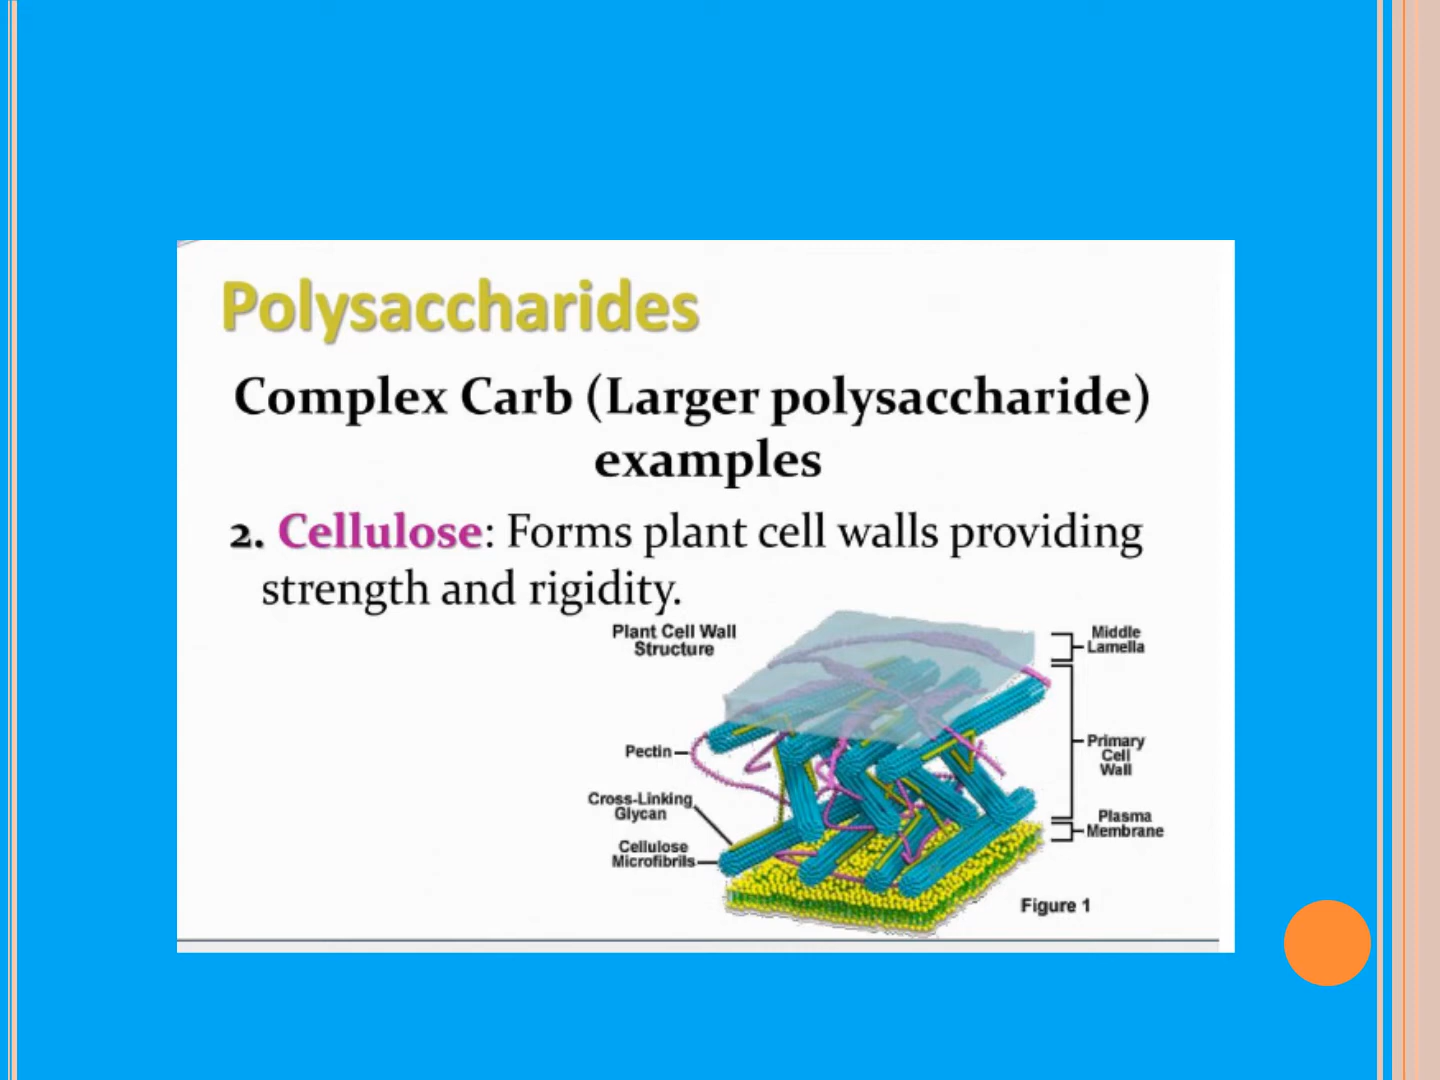 Polysaccharides
Complex Carb (Larger polysaccharide)
examples
2. Cellulose: Forms plant cell walls providing
strength and rigidity.
Plant Cell Wall
Structure
Middle
Lamella
Pectin
Primary
Cell
Wall
Cross-Linking
Glycan
Plasma
Membrane
Cellulose
Microfibrils
Figure 1